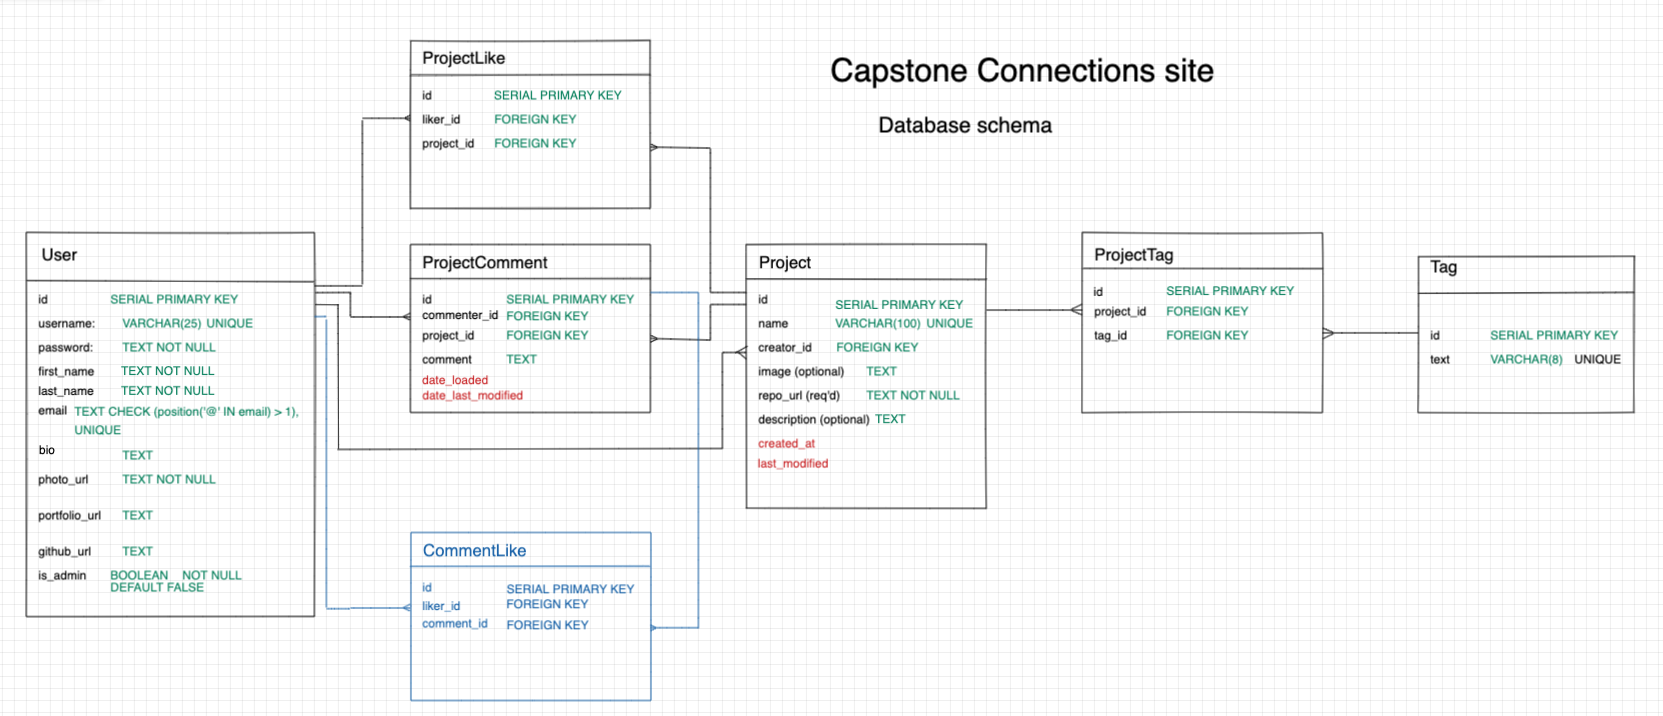 Capstone Connections site
Database schema
ProjectLike
id SERIAL PRIMARY KEY
liker_id FOREIGN KEY
project_id FOREIGN KEY
User
id SERIAL PRIMARY KEY
username: VARCHAR(25) UNIQUE
password: TEXT NOT NULL
first_name TEXT NOT NULL
last_name TEXT NOT NULL
email TEXT CHECK (position('@' IN email) > 1),
UNIQUE
bio TEXT
photo_url TEXT NOT NULL
portfolio_url TEXT
github_url TEXT
is_admin BOOLEAN NOT NULL
DEFAULT FALSE
ProjectComment
id SERIAL PRIMARY KEY
commenter_id FOREIGN KEY
project_id FOREIGN KEY
comment TEXT
date_loaded
date_last_modified
Project
id SERIAL PRIMARY KEY
name VARCHAR(100) UNIQUE
creator_id FOREIGN KEY
image (optional) TEXT
repo_url (req'd) TEXT NOT NULL
description (optional) TEXT
created_at
last_modified
ProjectTag
id SERIAL PRIMARY KEY
project_id FOREIGN KEY
tag_id FOREIGN KEY
Tag
id SERIAL PRIMARY KEY
text VARCHAR(8) UNIQUE
CommentLike
id SERIAL PRIMARY KEY
liker_id FOREIGN KEY
comment_id FOREIGN KEY